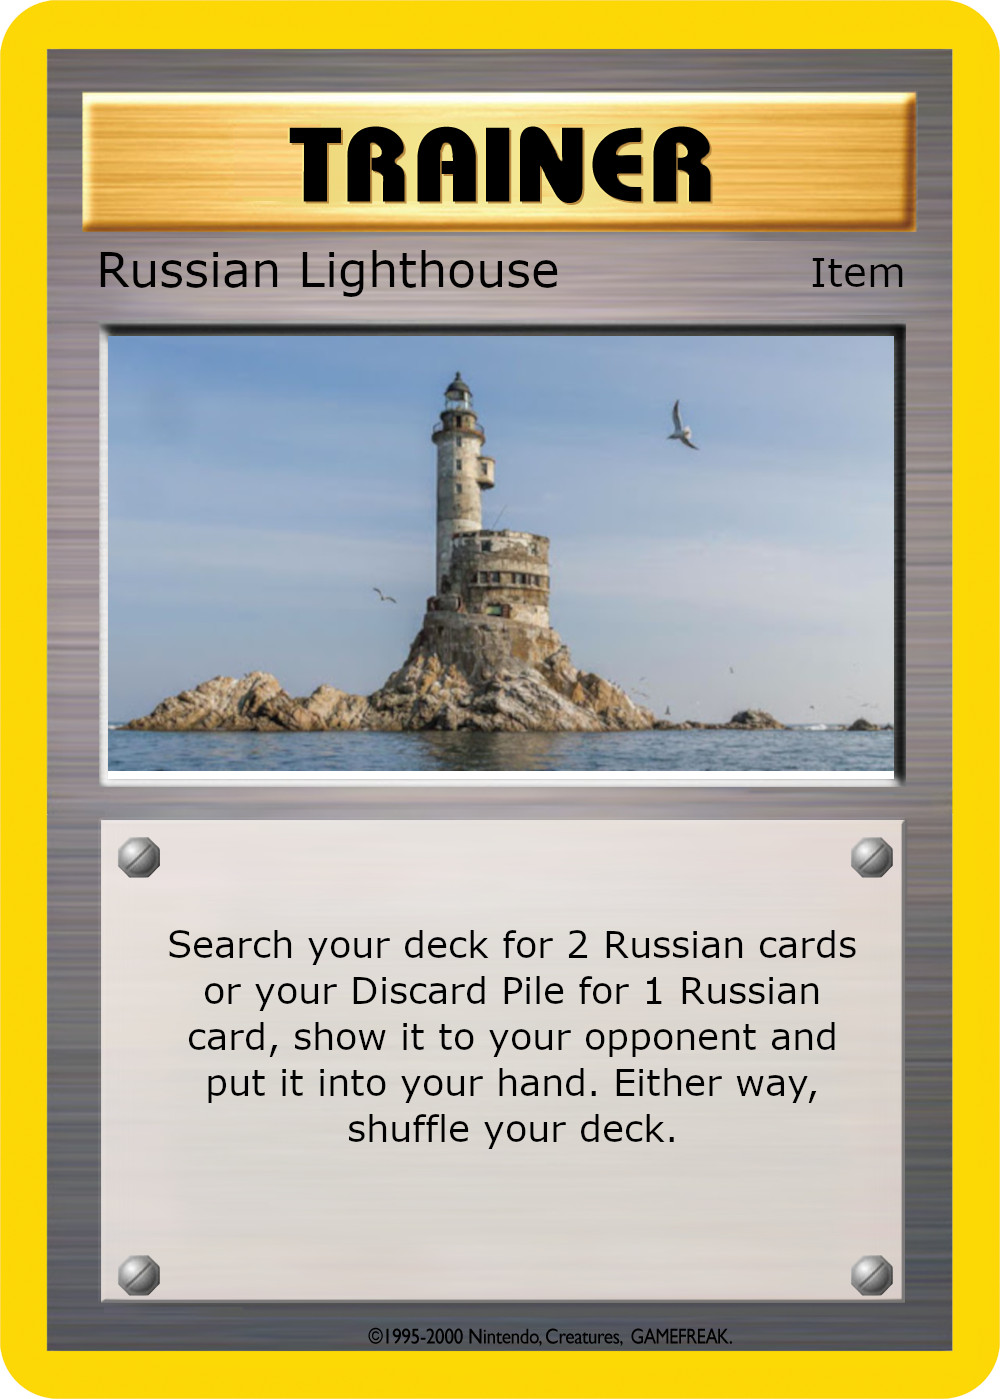 TRAINER
Russian Lighthouse Item
Search your deck for 2 Russian cards
or your Discard Pile for 1 Russian
card, show it to your opponent and
put it into your hand. Either way,
shuffle your deck.
©1995-2000 Nintendo, Creatures, GAMEFREAK.